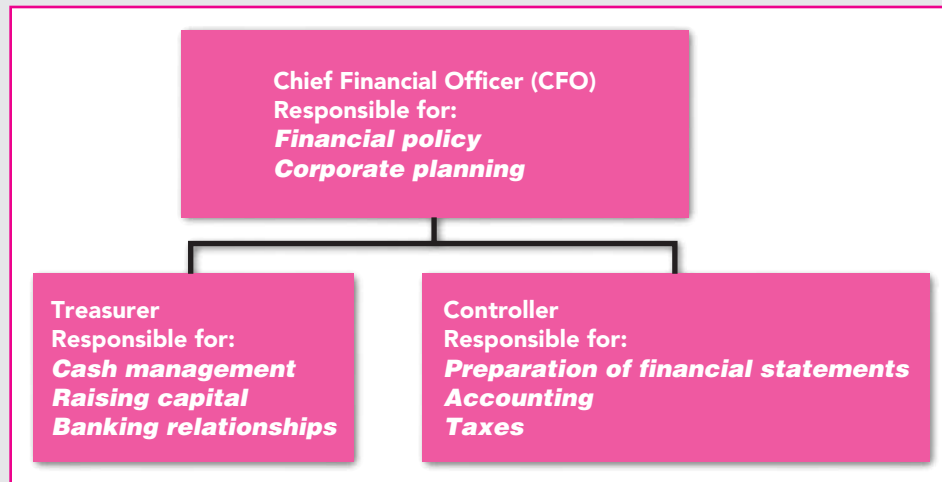 Chief Financial Officer (CFO)
Responsible for:
Financial policy
Corporate planning
Treasurer
Responsible for:
Cash management
Raising capital
Banking relationships
Controller
Responsible for:
Preparation of financial statements
Accounting
Taxes